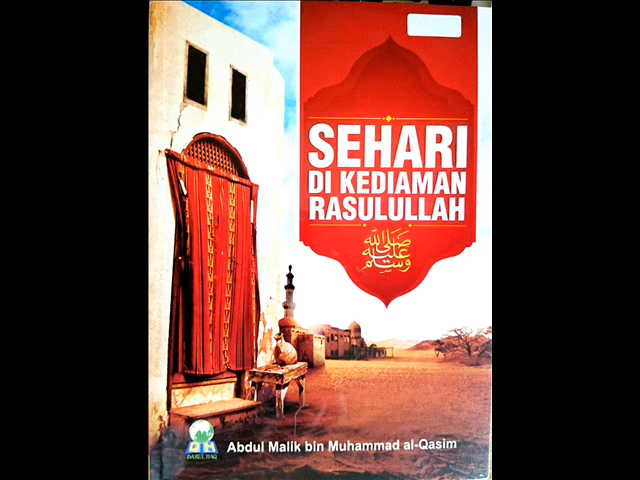 SEHARI
DI KEDIAMAN
RASULULLAH
صلى الله
عليه
وسلم
Abdul Malik bin Muhammad al-Qasim
DARUL HAQ